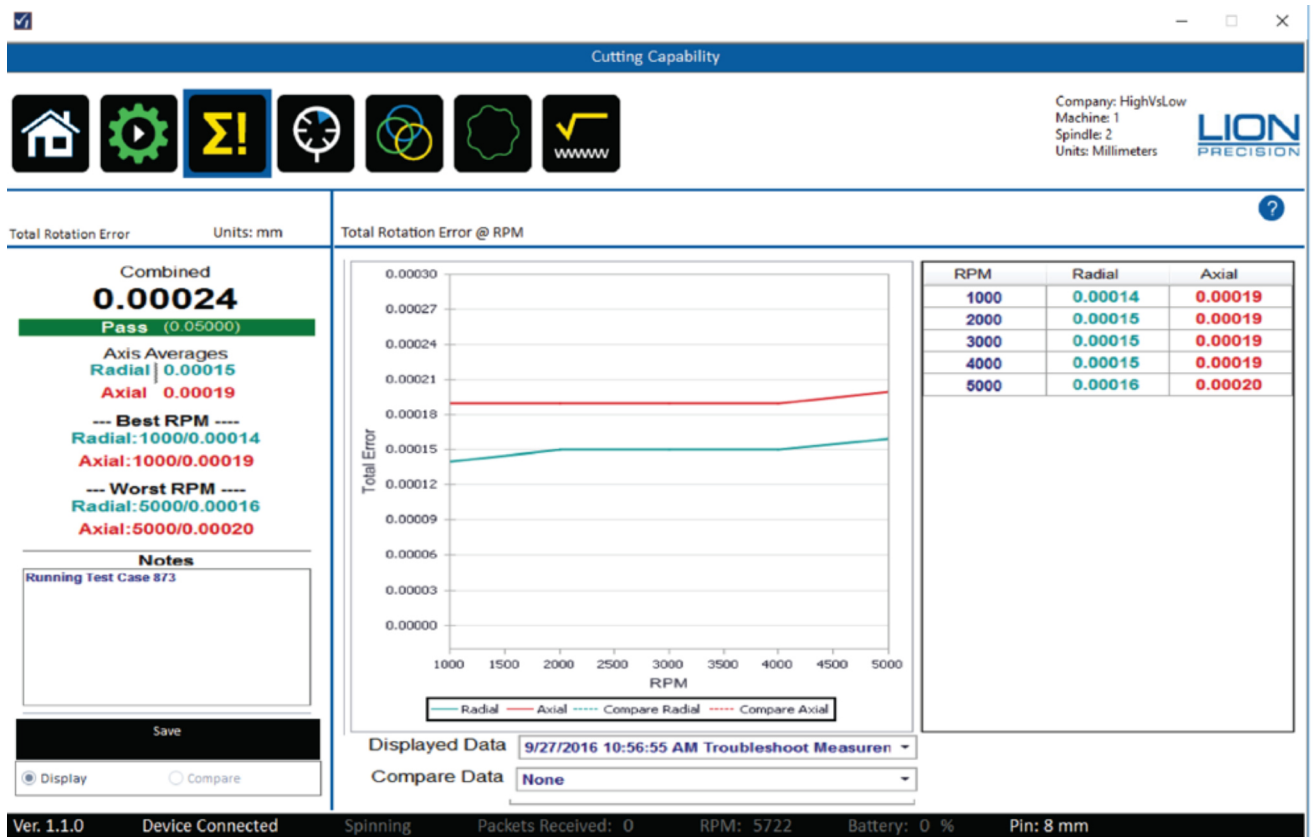 Cutting Capability
Σ!
Company: HighVsLow
Machine: 1
Spindle: 2
Units: Millimeters
LION
PRECISION
?
Total Rotation Error Units: mm
Total Rotation Error @ RPM
Combined
0.00024
Pass (0.05000)
Axis Averages
Radial 0.00015
Axial 0.00019
--- Best RPM ----
Radial:1000/0.00014
Axial:1000/0.00019
--- Worst RPM ----
Radial:5000/0.00016
Axial:5000/0.00020
Notes
Running Test Case 873
Save
Display Compare
0.00030
0.00027
0.00024
0.00021
0.00018
0.00015
0.00012
0.00009
0.00006
0.00003
0.00000
Total Error
1000 1500 2000 2500 3000 3500 4000 4500 5000
RPM
Radial Axial Compare Radial Compare Axial
Displayed Data 9/27/2016 10:56:55 AM Troubleshoot Measuren
Compare Data None
RPM Radial Axial
1000 0.00014 0.00019
2000 0.00015 0.00019
3000 0.00015 0.00019
4000 0.00015 0.00019
5000 0.00016 0.00020
Ver. 1.1.0 Device Connected Spinning Packets Received: 0 RPM: 5722 Battery: 0 % Pin: 8 mm